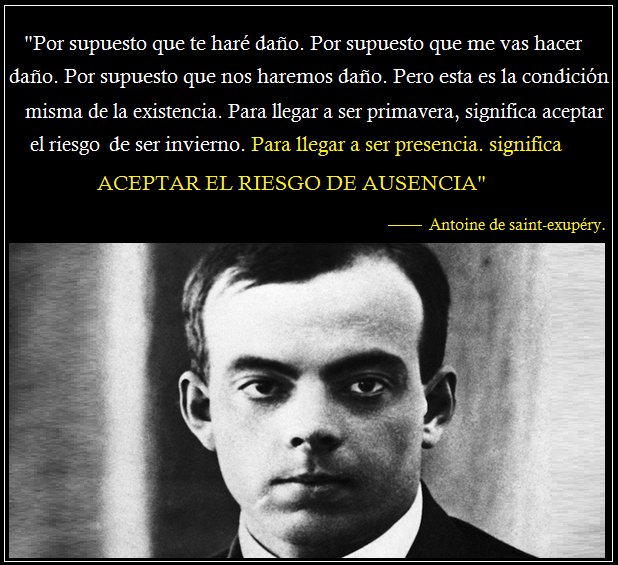 "Por supuesto que te haré daño. Por supuesto que me vas hacer
daño. Por supuesto que nos haremos daño. Pero esta es la condición
misma de la existencia. Para llegar a ser primavera, significa aceptar
el riesgo de ser invierno. Para llegar a ser presencia. significa
ACEPTAR EL RIESGO DE AUSENCIA"
—— Antoine de saint-exupéry.